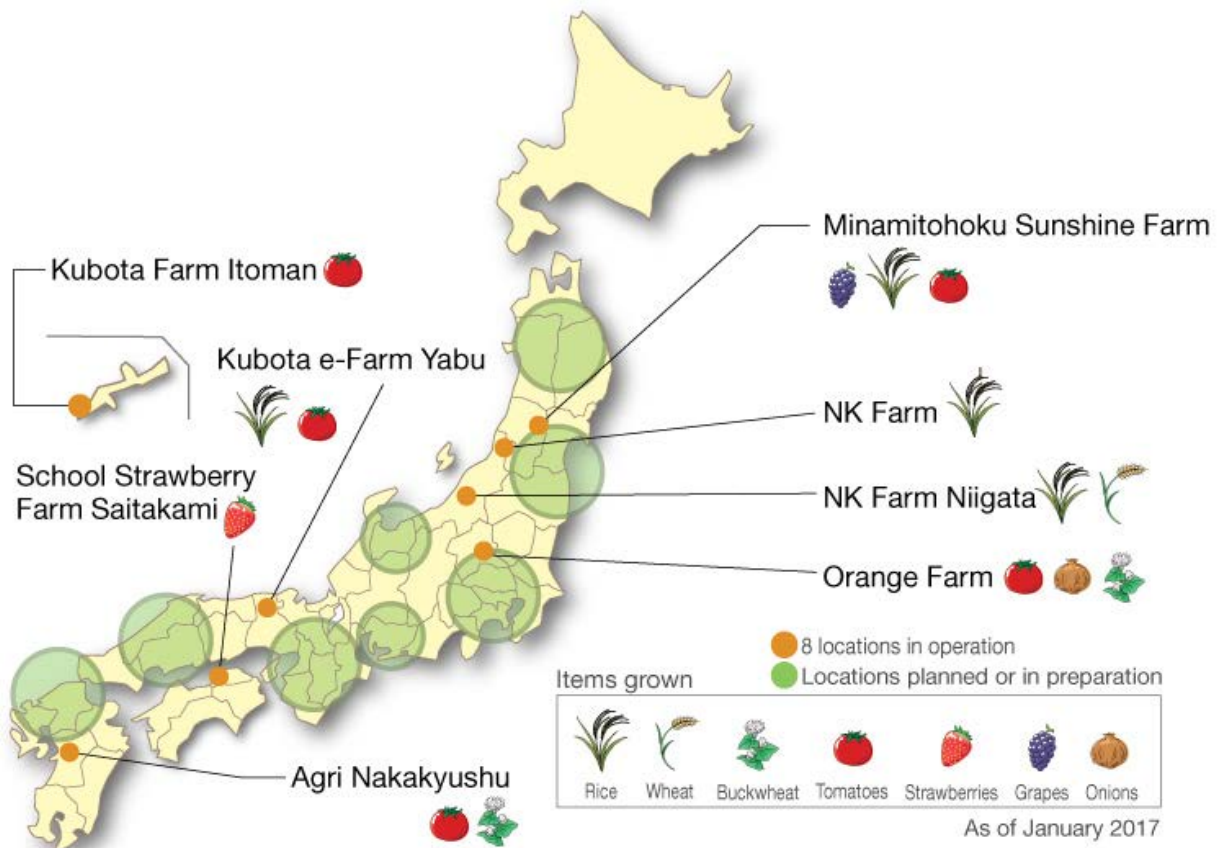 Kubota Farm Itoman
Kubota e-Farm Yabu
School Strawberry
Farm Saitakami
Agri Nakakyushu
Minamitohoku Sunshine Farm
NK Farm
NK Farm Niigata
Orange Farm
8 locations in operation
Locations planned or in preparation
Items grown
Rice Wheat Buckwheat Tomatoes Strawberries Grapes Onions
As of January 2017